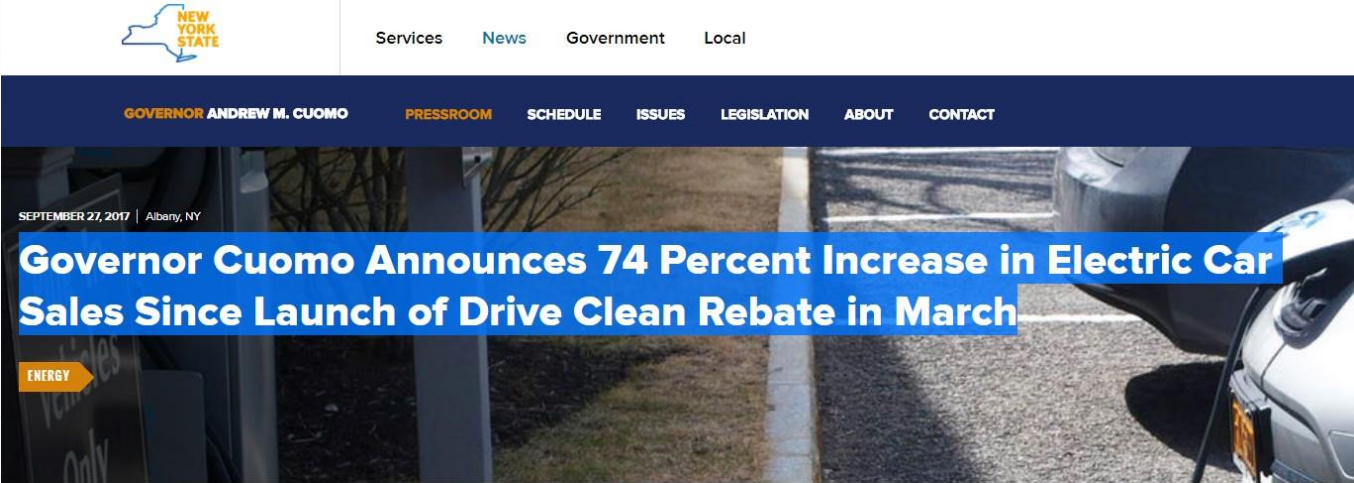 NEW
YORK
STATE
Services News Government Local
GOVERNOR ANDREW M. CUOMO PRESSROOM SCHEDULE ISSUES LEGISLATION ABOUT CONTACT
SEPTEMBER 27, 2017 | Albany, NY
Governor Cuomo Announces 74 Percent Increase in Electric Car
Sales Since Launch of Drive Clean Rebate in March
ENERGY
Vehicles
Only